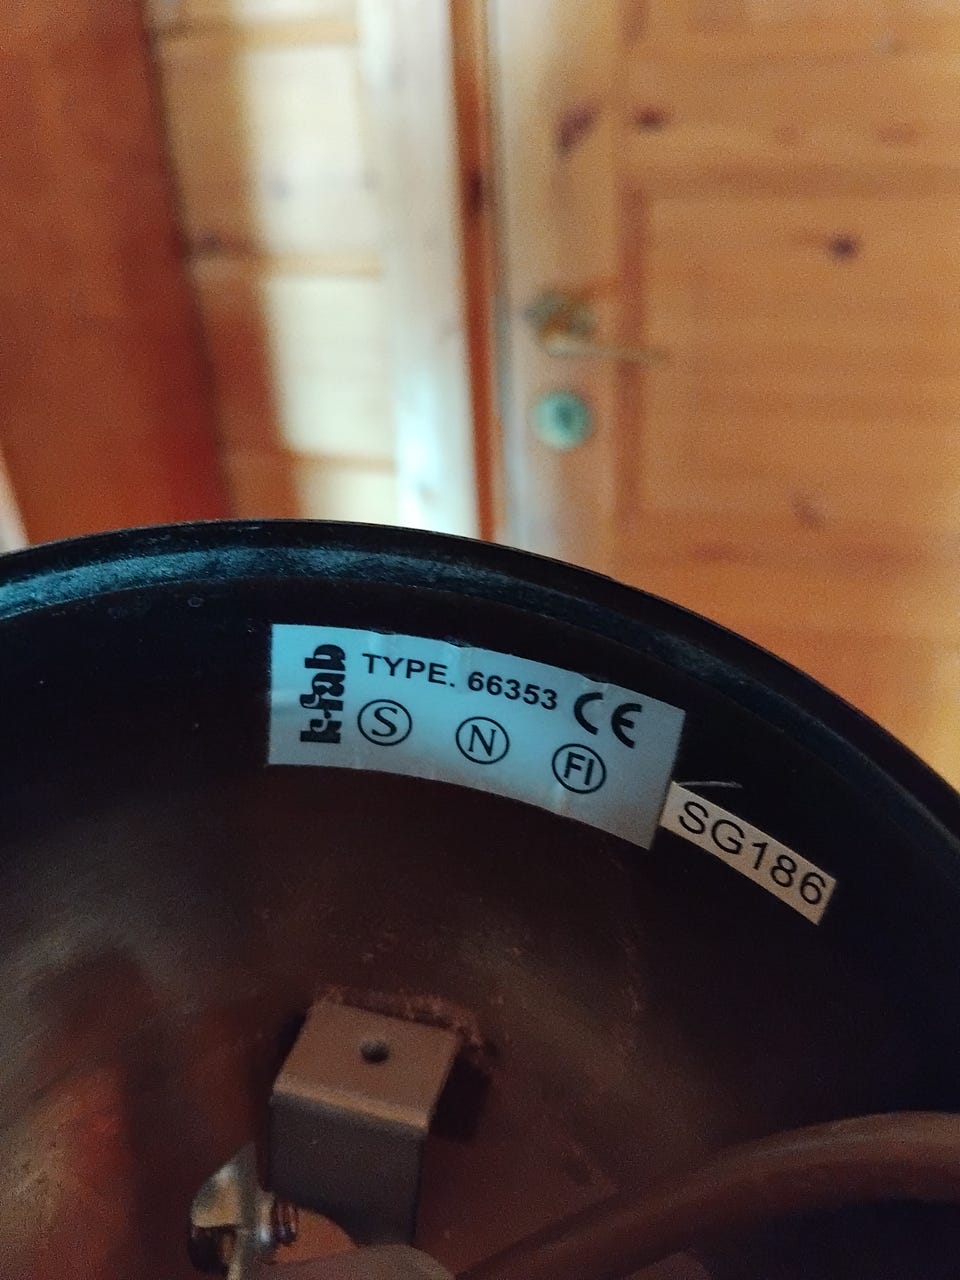 k-fab
TYPE. 66353 CE
S N FI
SG186